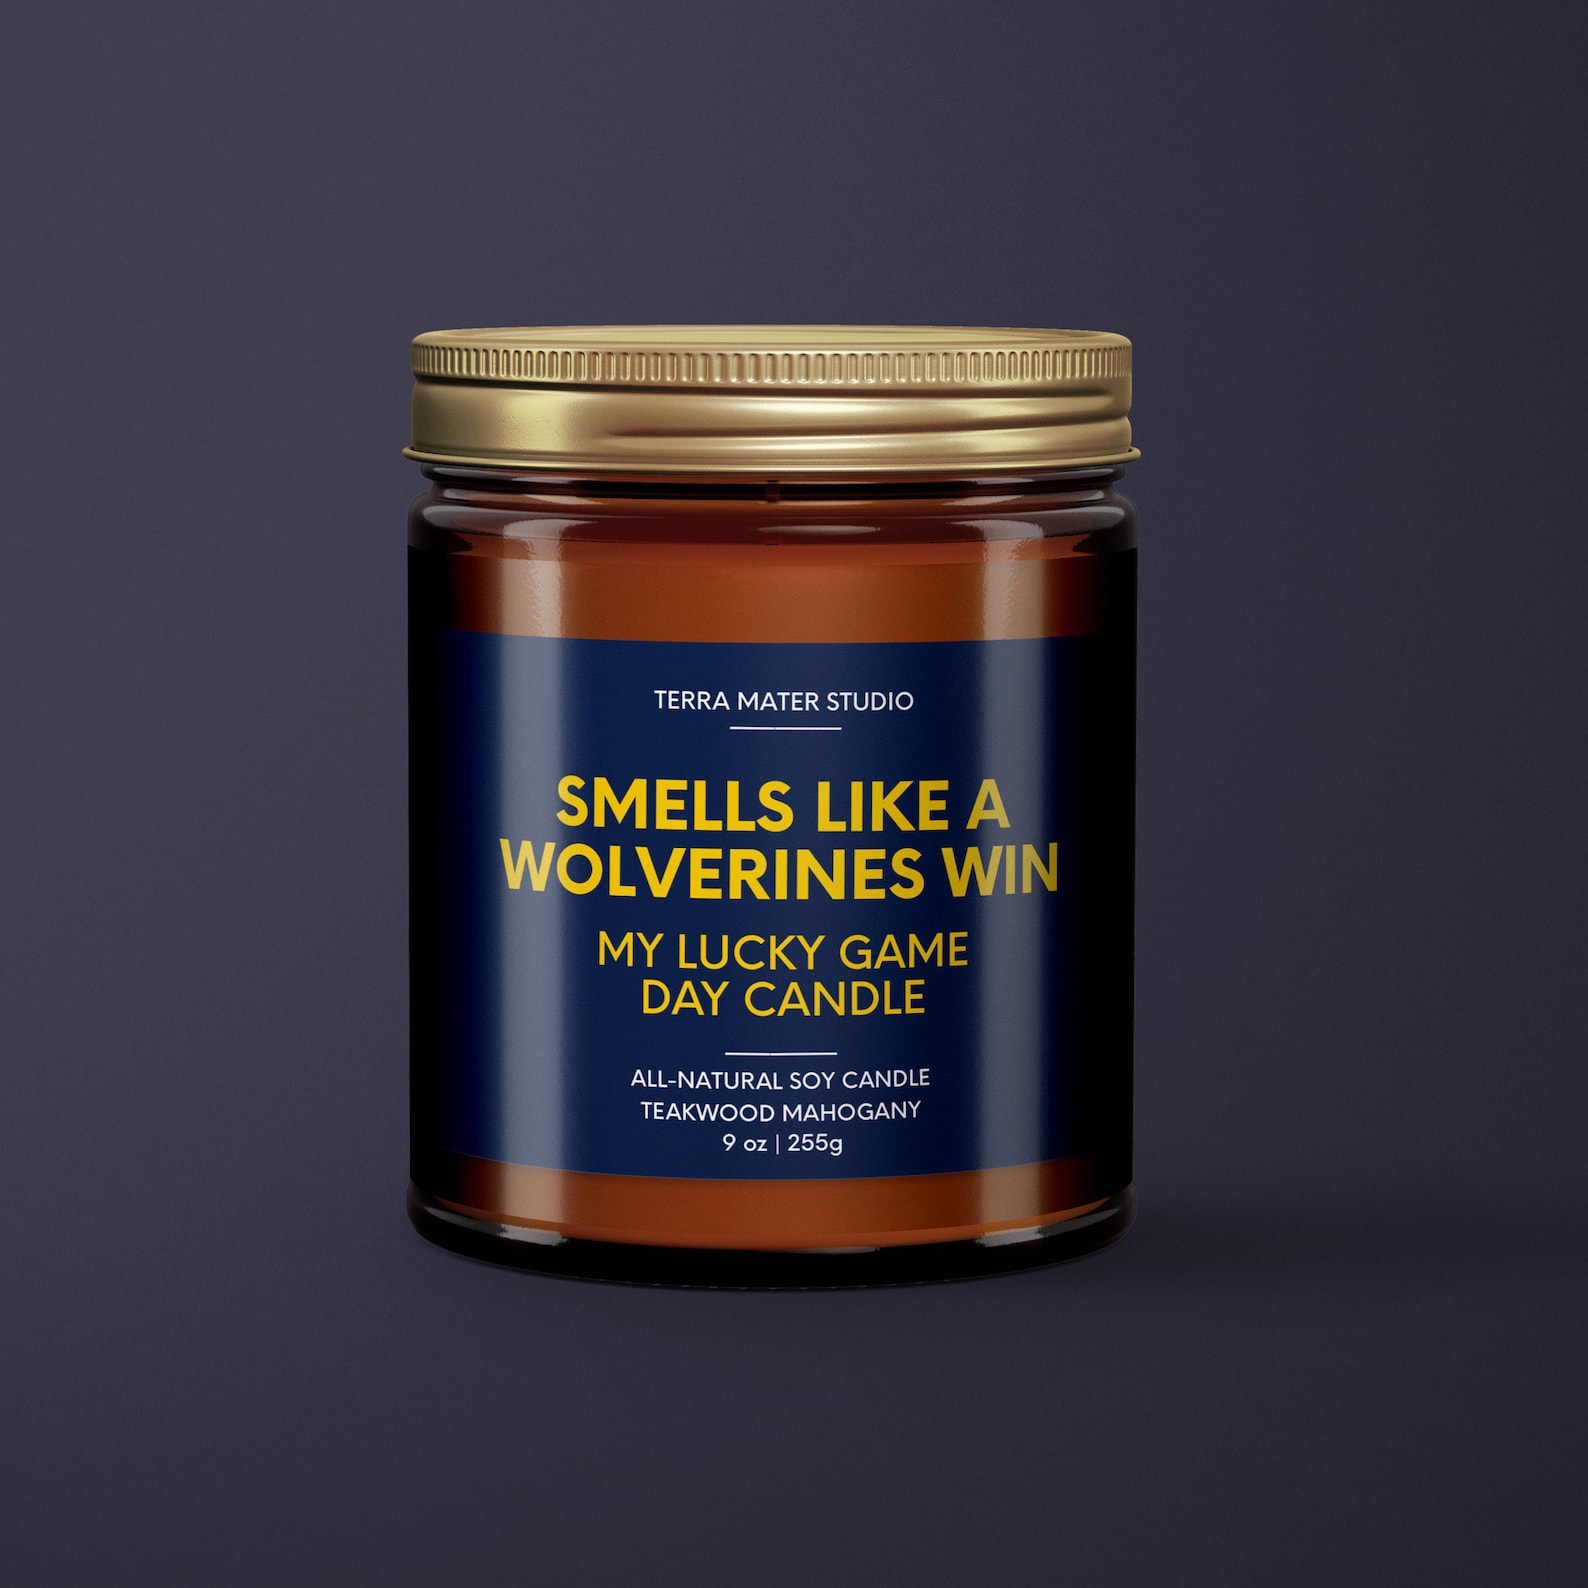 TERRA MATER STUDIO
SMELLS LIKE A
WOLVERINES WIN
MY LUCKY GAME
DAY CANDLE
ALL-NATURAL SOY CANDLE
TEAKWOOD MAHOGANY
9 oz | 255g